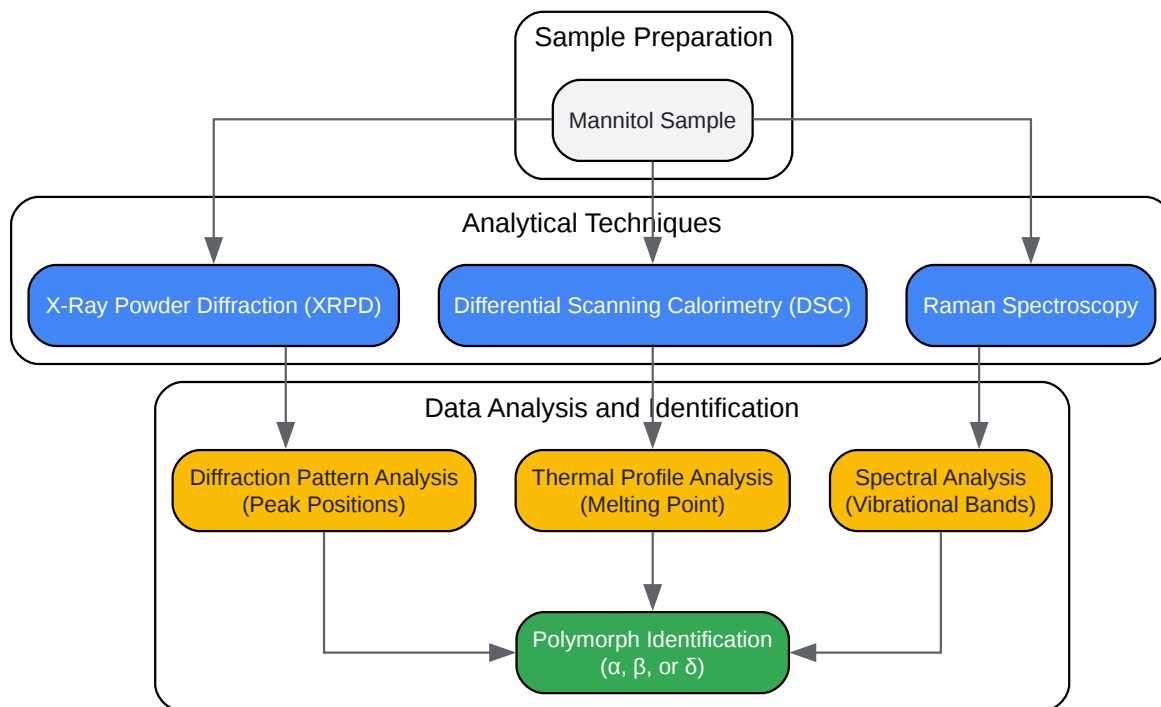 Sample Preparation
Mannitol Sample
Analytical Techniques
X-Ray Powder Diffraction (XRPD)
Differential Scanning Calorimetry (DSC)
Raman Spectroscopy
Data Analysis and Identification
Diffraction Pattern Analysis
(Peak Positions)
Thermal Profile Analysis
(Melting Point)
Spectral Analysis
(Vibrational Bands)
Polymorph Identification
(α, β, or δ)